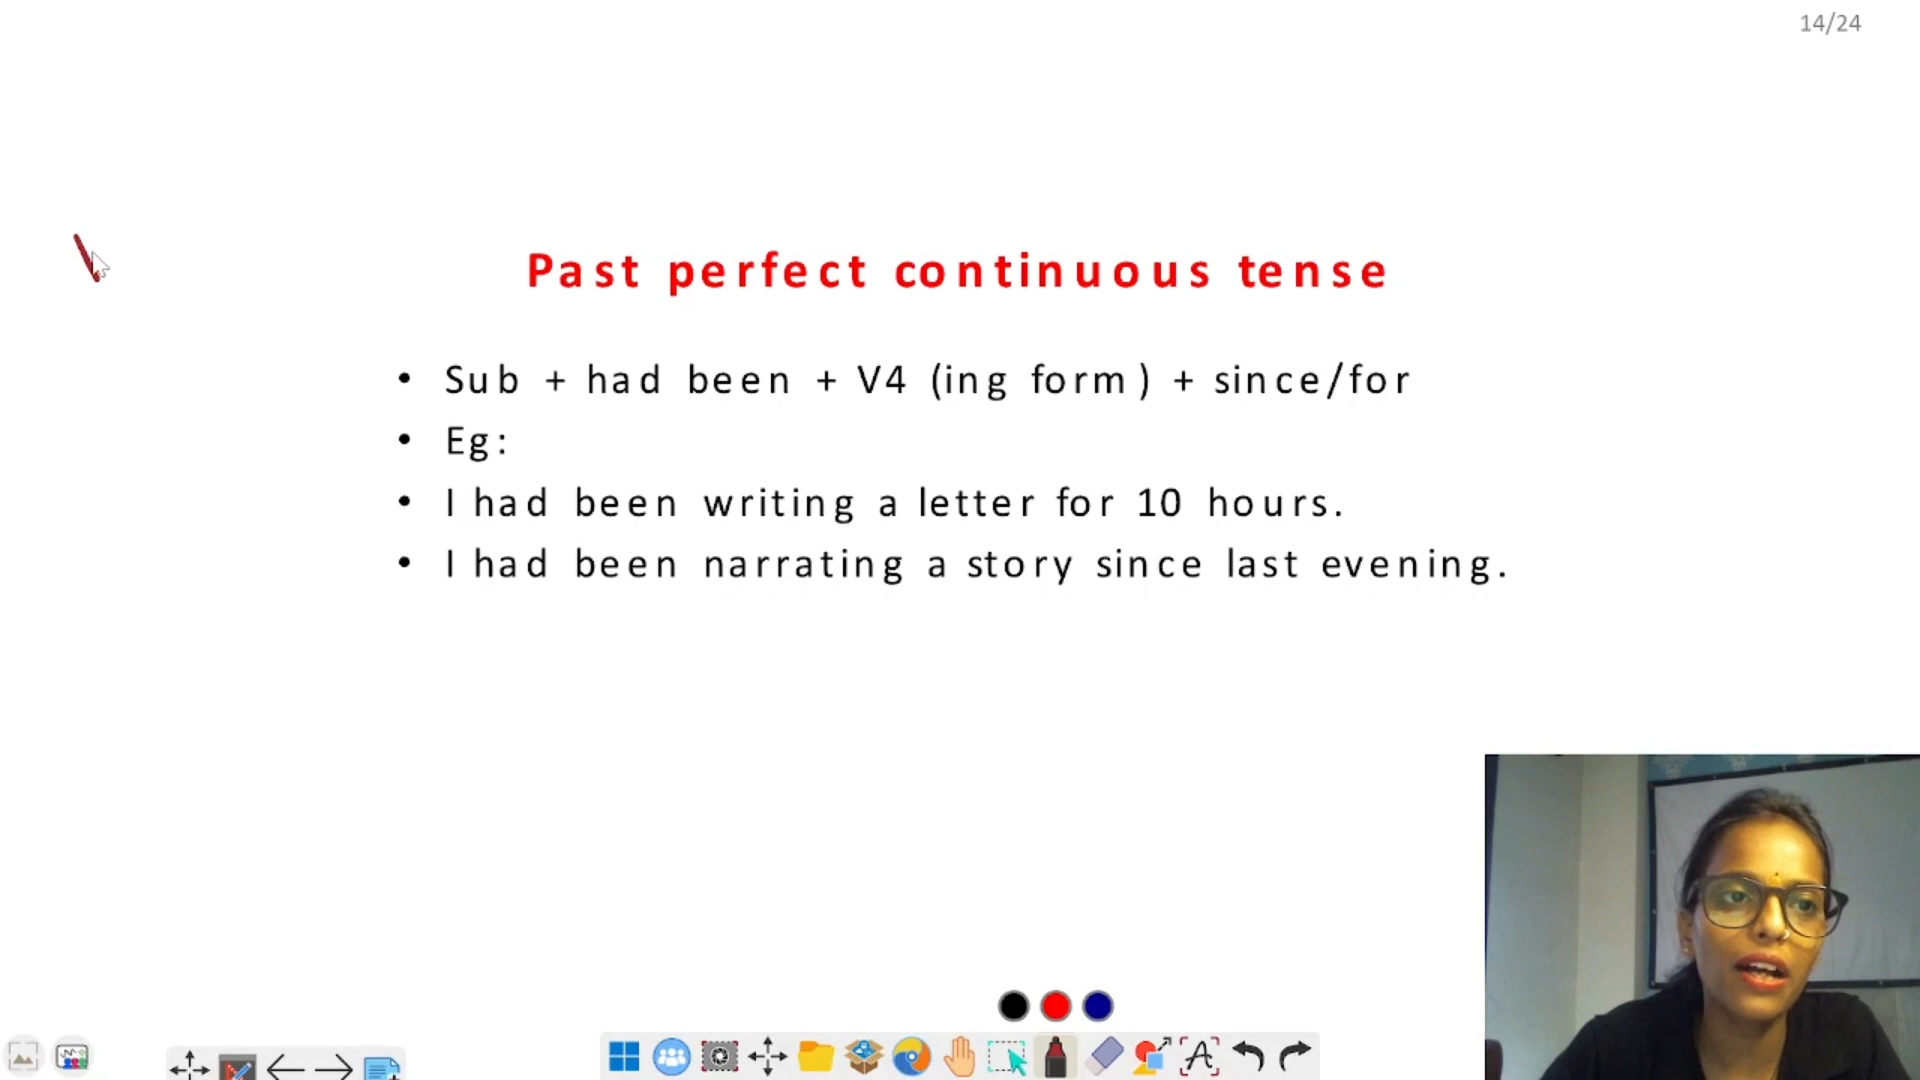 14/24
Past perfect continuous tense
• Sub + had been + V4 (ing form) + since/for
• Eg:
• I had been writing a letter for 10 hours.
• I had been narrating a story since last evening.